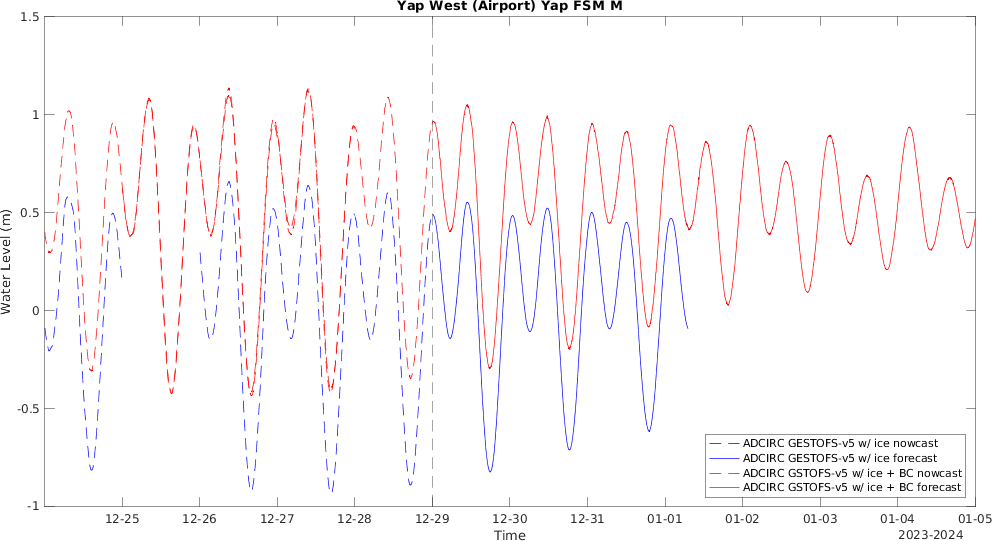 Yap West (Airport) Yap FSM M
Water Level (m)
1.5
1
0.5
0
-0.5
-1
12-25
12-26
12-27
12-28
12-29
12-30
12-31
01-01
01-02
01-03
01-04
01-05
Time
2023-2024
ADCIRC GESTOFS-v5 w/ ice nowcast
ADCIRC GESTOFS-v5 w/ ice forecast
ADCIRC GSTOFS-v5 w/ ice + BC nowcast
ADCIRC GSTOFS-v5 w/ ice + BC forecast